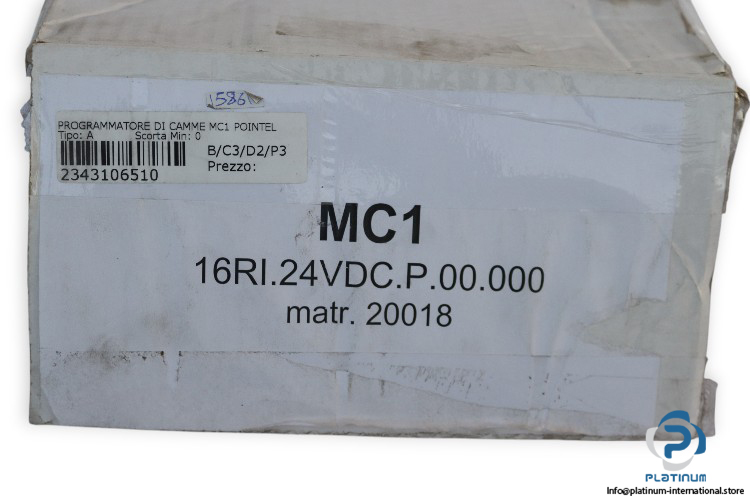 586
PROGRAMMATORE DI CAMME MC1 POINTEL
Tipo: A Scorta Min: 0
B/C3/D2/P3
Prezzo:
2343106510
MC1
16RI.24VDC.P.00.000
matr. 20018
PLATINUM
Info@platinum-international.store